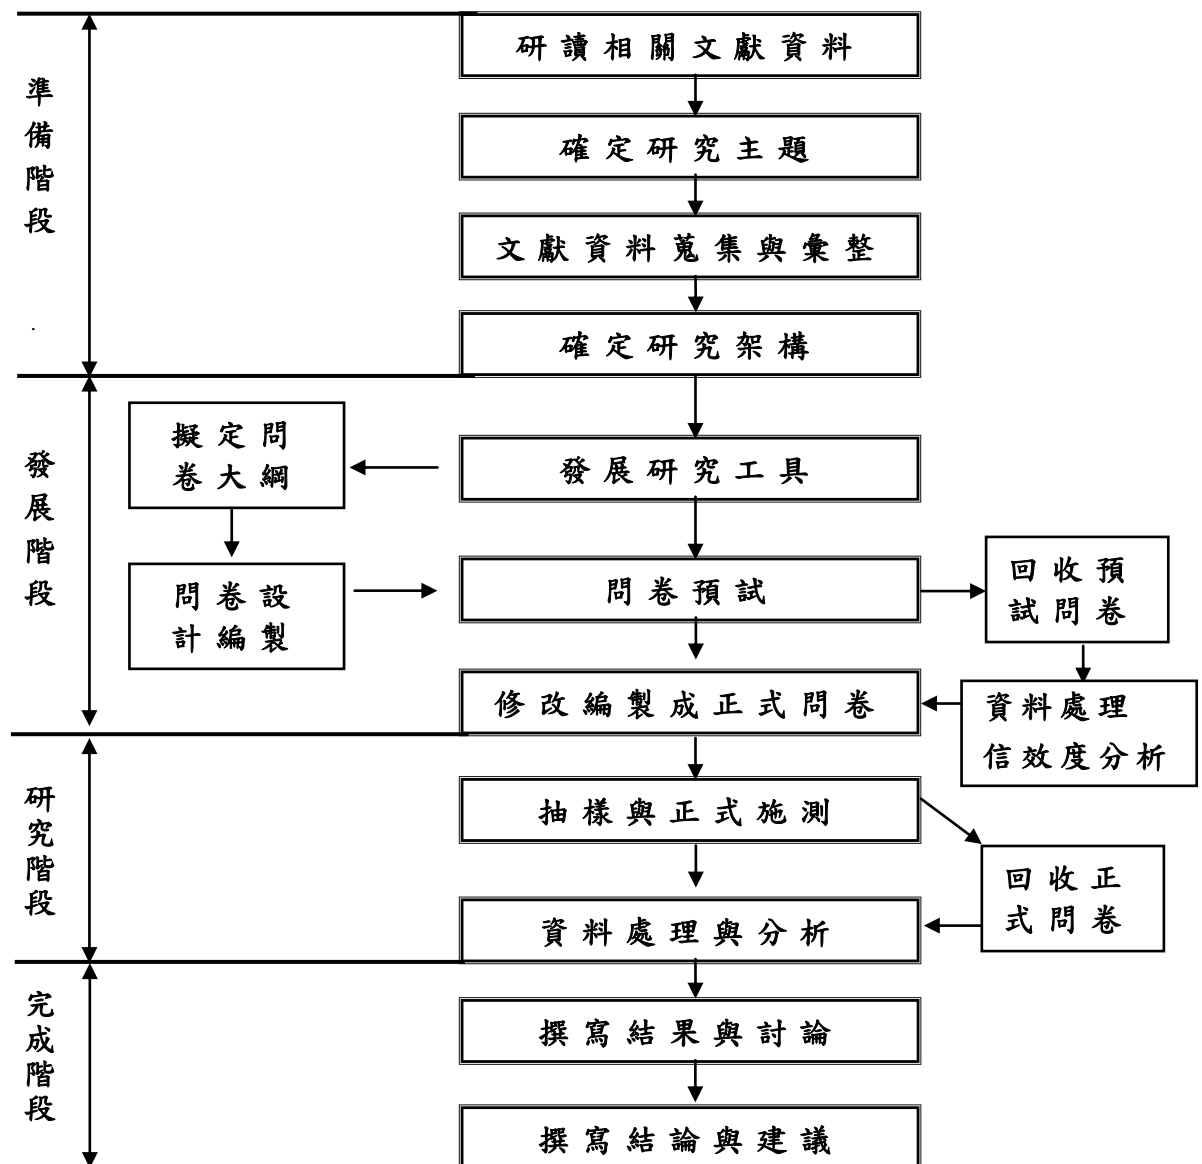 準備階段
研讀相關文獻資料
確定研究主題
文獻資料蒐集與彙整
確定研究架構
發展階段
發展研究工具
擬定問
卷大綱
問卷設
計編製
問卷預試
回收預
試問卷
資料處理
信效度分析
修改編製成正式問卷
研究階段
抽樣與正式施測
回收正
式問卷
資料處理與分析
完成階段
撰寫結果與討論
撰寫結論與建議